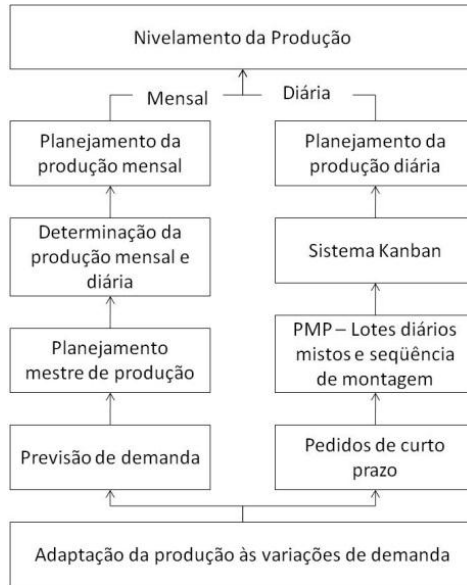 Nivelamento da Produção
Mensal
Diária
Planejamento da
produção mensal
Planejamento da
produção diária
Determinação da
produção mensal e
diária
Sistema Kanban
Planejamento
mestre de produção
PMP – Lotes diários
mistos e seqüência
de montagem
Previsão de demanda
Pedidos de curto
prazo
Adaptação da produção às variações de demanda